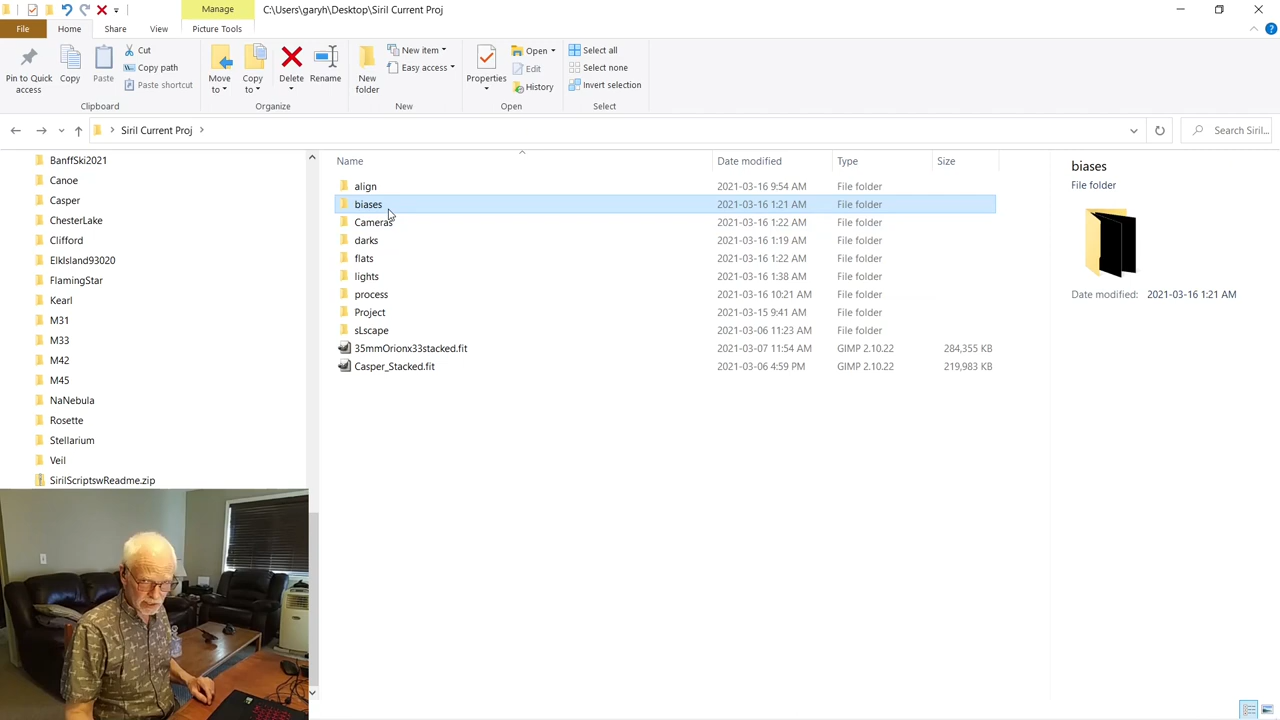 Manage
C:\Users\garyh\Desktop\Siril Current Proj
File
Home
Share
View
Picture Tools
Pin to Quick access
Copy
Paste
Cut
Copy path
Paste shortcut
Clipboard
Move to
Copy to
Delete
Rename
Organize
New folder
New item
Easy access
New
Properties
Open
Edit
History
Open
Select all
Select none
Invert selection
Select
Siril Current Proj
Search Siril...
BanffSki2021
Canoe
Casper
ChesterLake
Clifford
ElkIsland93020
FlamingStar
Kearl
M31
M33
M42
M45
NaNebula
Rosette
Stellarium
Veil
SirilScriptswReadme.zip
Name Date modified Type Size
align 2021-03-16 9:54 AM File folder
biases 2021-03-16 1:21 AM File folder
Cameras 2021-03-16 1:22 AM File folder
darks 2021-03-16 1:19 AM File folder
flats 2021-03-16 1:22 AM File folder
lights 2021-03-16 1:38 AM File folder
process 2021-03-16 10:21 AM File folder
Project 2021-03-15 9:41 AM File folder
sLscape 2021-03-06 11:23 AM File folder
35mmOrionx33stacked.fit 2021-03-07 11:54 AM GIMP 2.10.22 284,355 KB
Casper_Stacked.fit 2021-03-06 4:59 PM GIMP 2.10.22 219,983 KB
biases
File folder
Date modified: 2021-03-16 1:21 AM